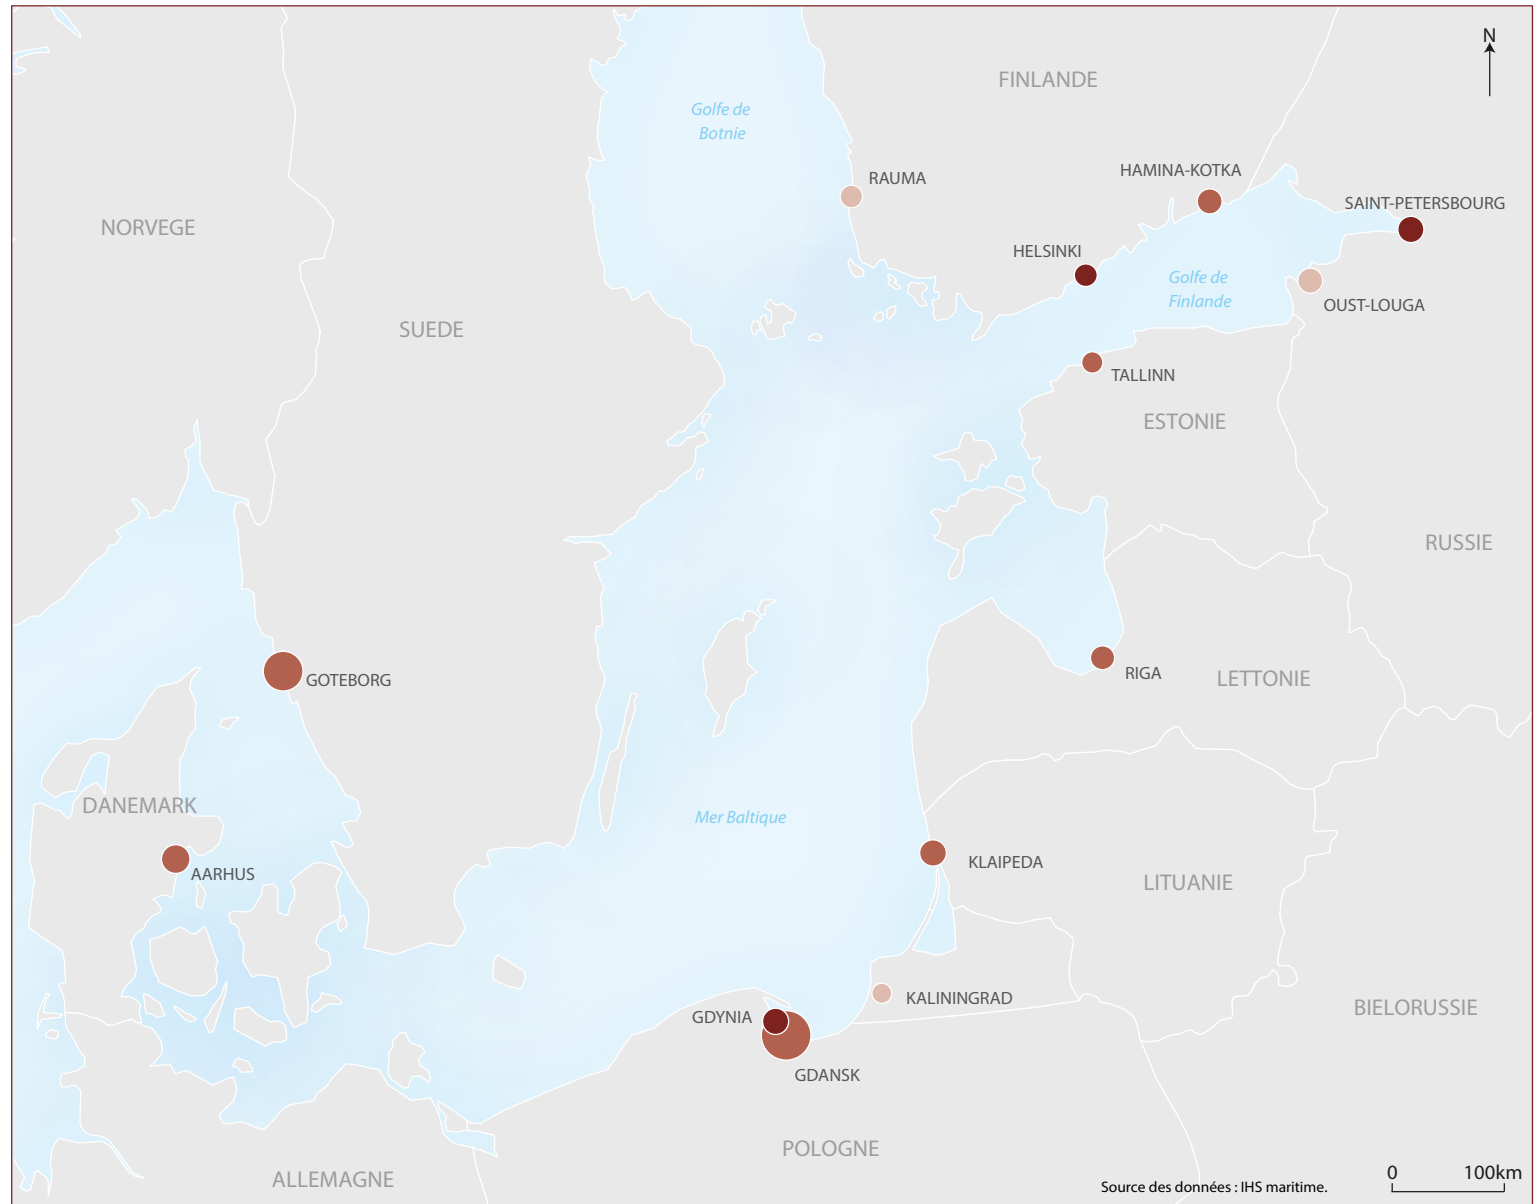 N
FINLANDE
Golfe de
Botnie
HAMINA-KOTKA
RAUMA
SAINT-PETERSBOURG
NORVEGE
HELSINKI
Golfe de
Finlande
OUST-LOUGA
SUEDE
TALLINN
ESTONIE
RUSSIE
RIGA
LETTONIE
GOTEBORG
DANEMARK
Mer Baltique
KLAIPEDA
AARHUS
LITUANIE
KALININGRAD
BIELORUSSIE
GDYNIA
GDANSK
POLOGNE
ALLEMAGNE
0 100km
Source des données : IHS maritime.